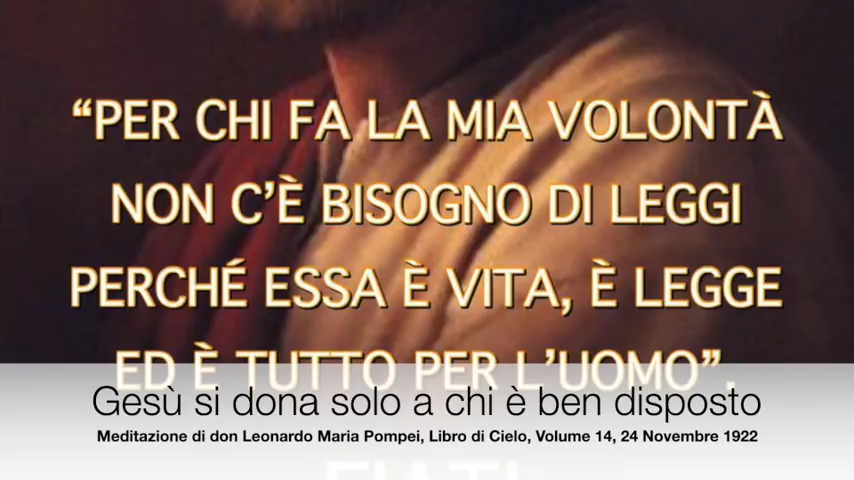 “PER CHI FA LA MIA VOLONTÀ
NON C’È BISOGNO DI LEGGI
PERCHÉ ESSA È VITA, È LEGGE
ED È TUTTO PER L’UOMO”.
Gesù si dona solo a chi è ben disposto
Meditazione di don Leonardo Maria Pompei, Libro di Cielo, Volume 14, 24 Novembre 1922